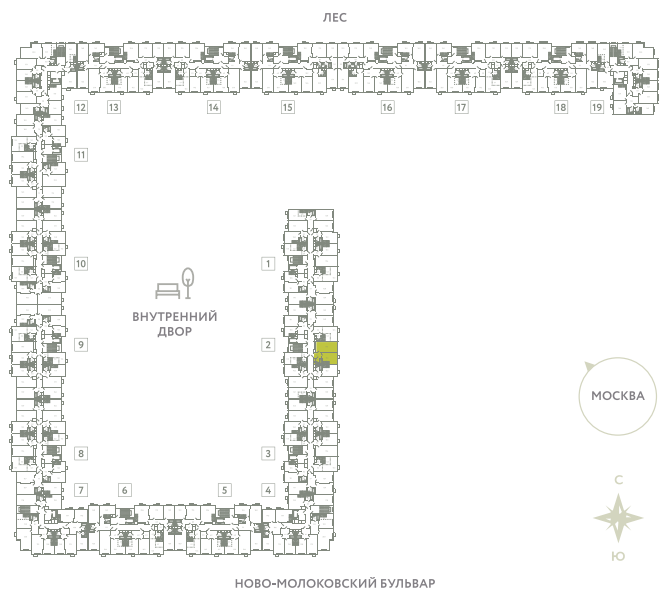 ЛЕС
12 13 14 15 16 17 18 19
11
10 1
ВНУТРЕННИЙ
ДВОР
9 2
МОСКВА
8 3
С
7 6 5 4
Ю
НОВО-МОЛОКОВСКИЙ БУЛЬВАР